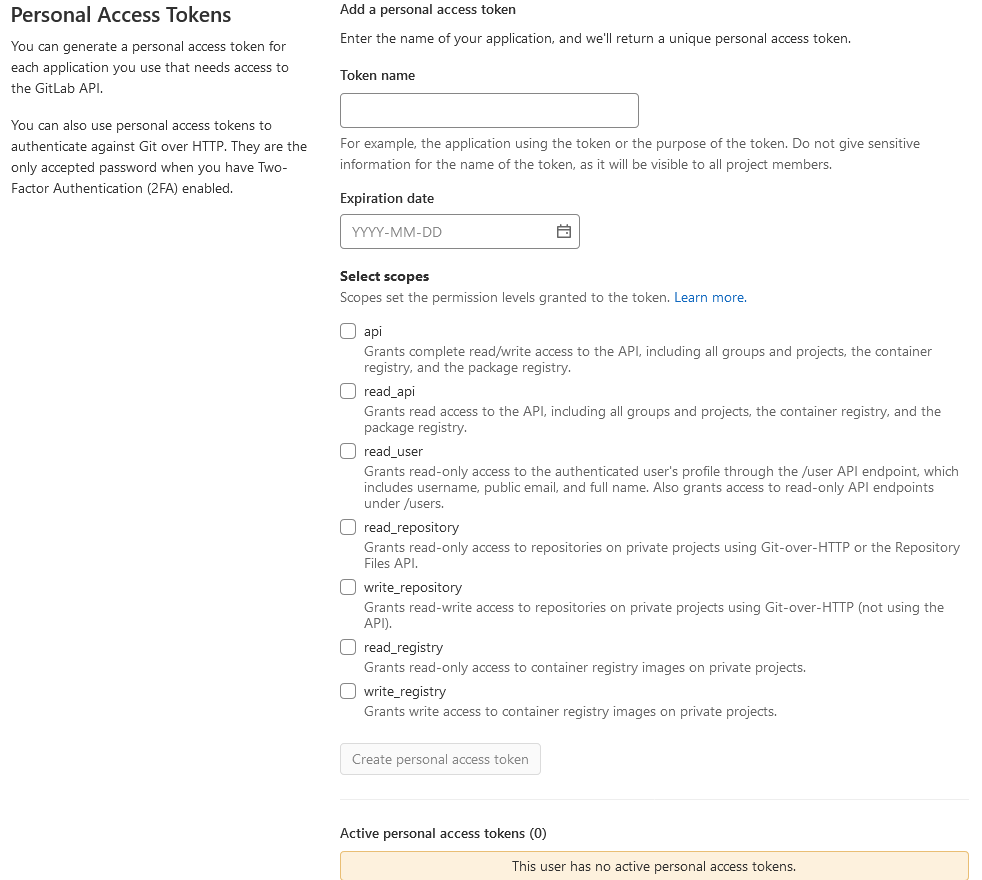 Personal Access Tokens
You can generate a personal access token for
each application you use that needs access to
the GitLab API.
You can also use personal access tokens to
authenticate against Git over HTTP. They are the
only accepted password when you have Two-
Factor Authentication (2FA) enabled.
Add a personal access token
Enter the name of your application, and we'll return a unique personal access token.
Token name
For example, the application using the token or the purpose of the token. Do not give sensitive
information for the name of the token, as it will be visible to all project members.
Expiration date
YYYY-MM-DD
Select scopes
Scopes set the permission levels granted to the token. Learn more.
api
Grants complete read/write access to the API, including all groups and projects, the container
registry, and the package registry.
read_api
Grants read access to the API, including all groups and projects, the container registry, and the
package registry.
read_user
Grants read-only access to the authenticated user's profile through the /user API endpoint, which
includes username, public email, and full name. Also grants access to read-only API endpoints
under /users.
read_repository
Grants read-only access to repositories on private projects using Git-over-HTTP or the Repository
Files API.
write_repository
Grants read-write access to repositories on private projects using Git-over-HTTP (not using the
API).
read_registry
Grants read-only access to container registry images on private projects.
write_registry
Grants write access to container registry images on private projects.
Create personal access token
Active personal access tokens (0)
This user has no active personal access tokens.